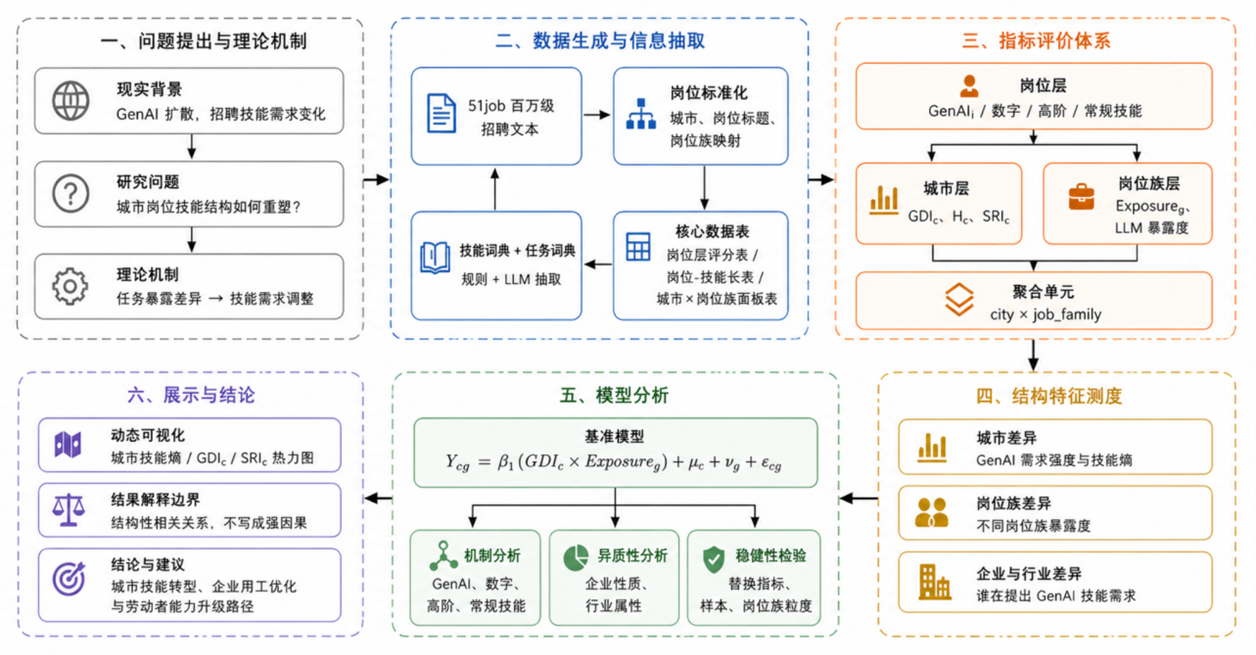 一、问题提出与理论机制
现实背景
GenAI 扩散，招聘技能需求变化
研究问题
城市岗位技能结构如何重塑？
理论机制
任务暴露差异 → 技能需求调整
二、数据生成与信息抽取
51job 百万级
招聘文本
岗位标准化
城市、岗位标题、
岗位族映射
技能词典 + 任务词典
规则 + LLM 抽取
核心数据表
岗位层评分表 /
岗位-技能长表 /
城市 × 岗位族面板表
三、指标评价体系
岗位层
GenAIᵢ / 数字 / 高阶 / 常规技能
城市层
GDI_c、H_c、SRI_c
岗位族层
Exposure_g、
LLM 暴露度
聚合单元
city × job_family
四、结构特征测度
城市差异
GenAI 需求强度与技能熵
岗位族差异
不同岗位族暴露度
企业与行业差异
谁在提出 GenAI 技能需求
五、模型分析
基准模型
Y_cg = β₁(GDI_c × Exposure_g) + μ_c + ν_g + ε_cg
机制分析
GenAI、数字、
高阶、常规技能
异质性分析
企业性质、
行业属性
稳健性检验
替换指标、
样本、岗位族粒度
六、展示与结论
动态可视化
城市技能熵 / GDI_c / SRI_c 热力图
结果解释边界
结构性相关关系，不写成强因果
结论与建议
城市技能转型、企业用工优化
与劳动者能力升级路径